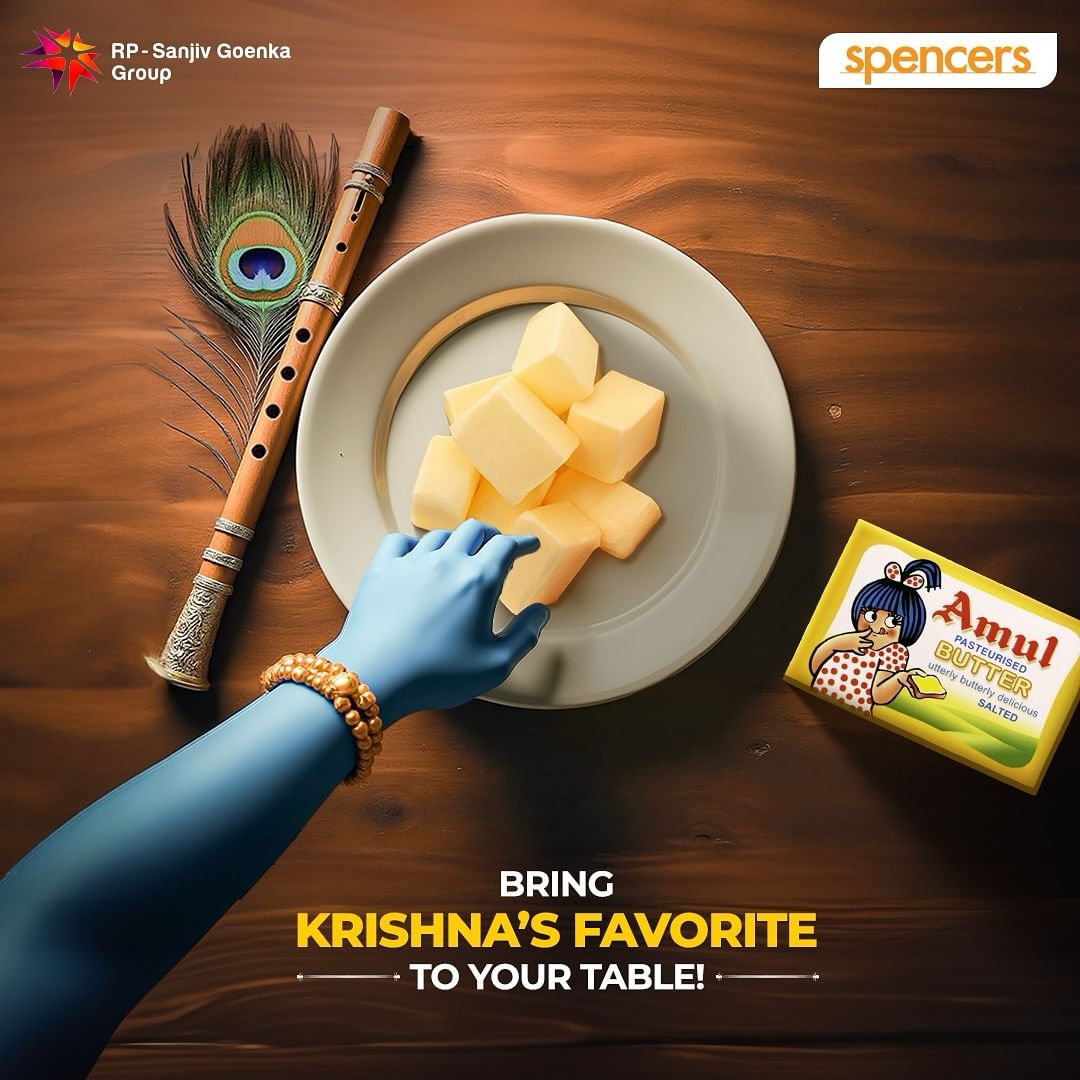 RP-Sanjiv Goenka
Group
spencers
Amul
PASTEURISED
BUTTER
utterly butterly delicious
SALTED
BRING
KRISHNA'S FAVORITE
TO YOUR TABLE!